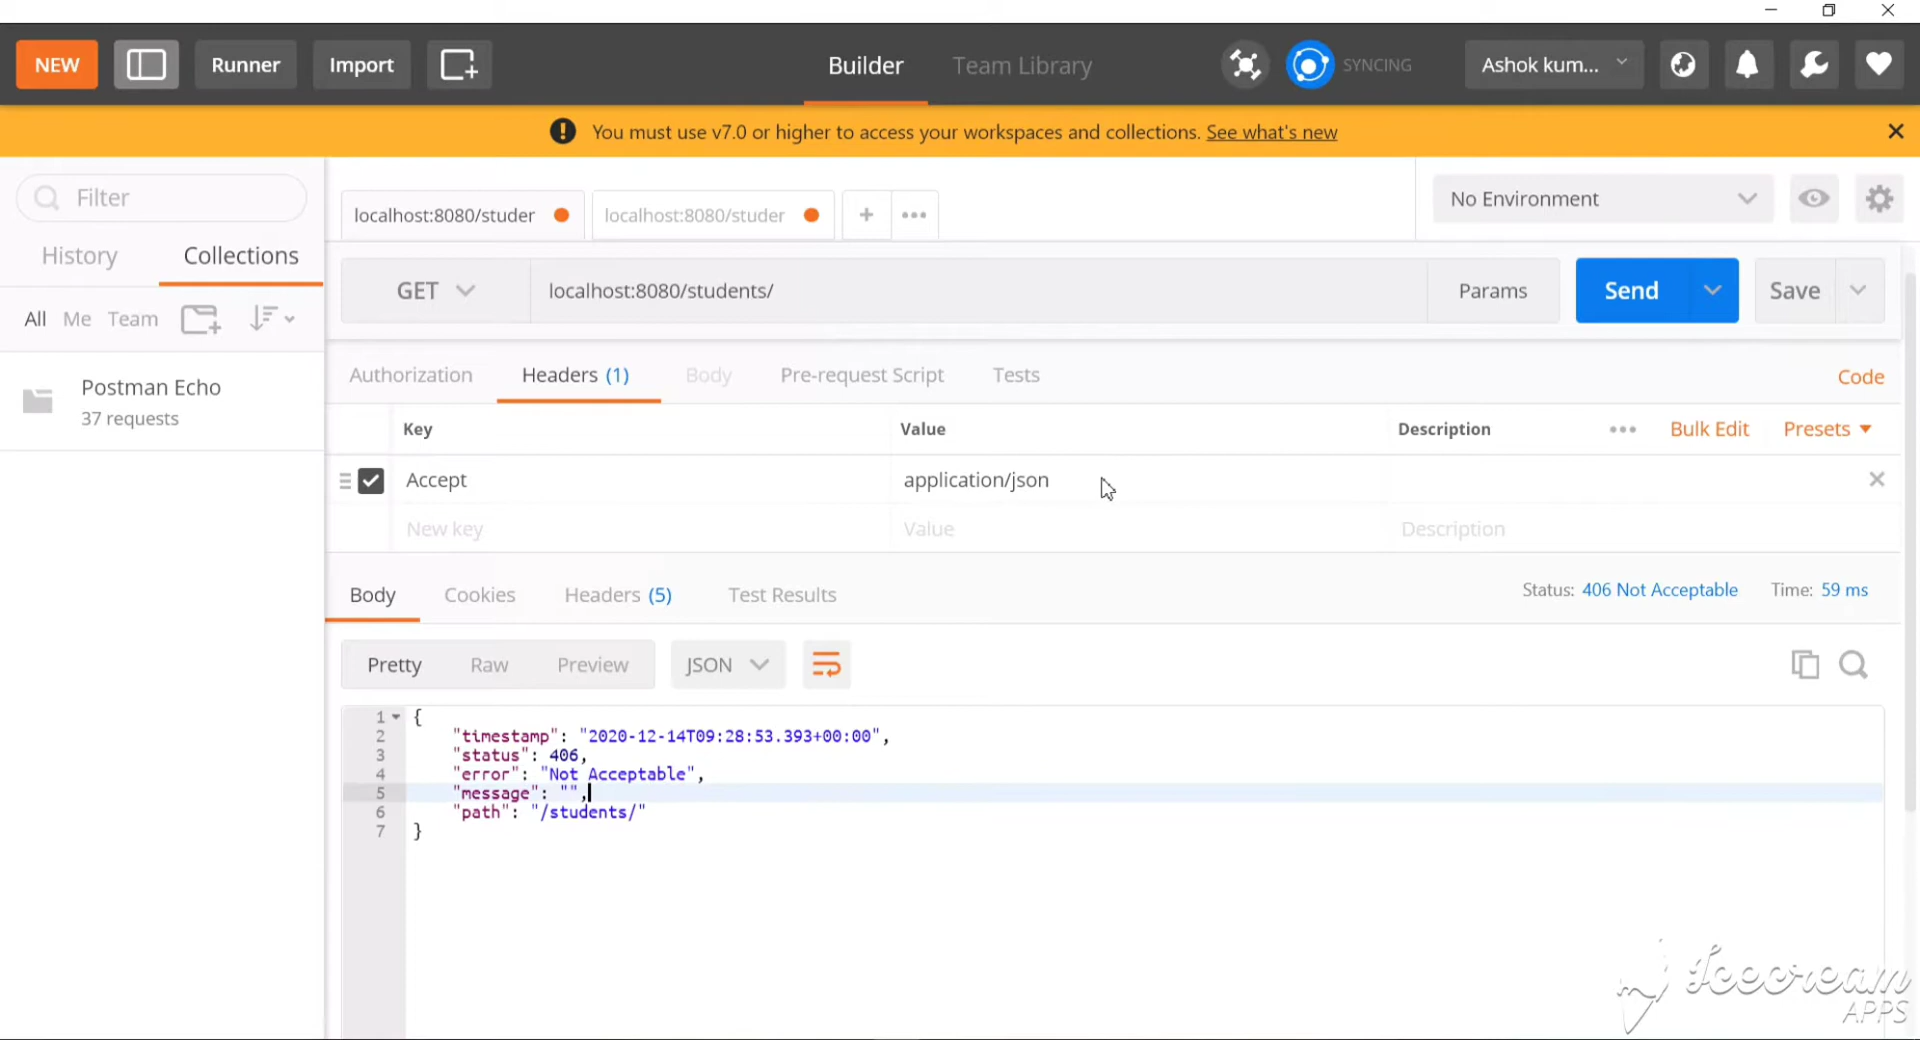 NEW Runner Import Builder Team Library SYNCING Ashok kum...
You must use v7.0 or higher to access your workspaces and collections. See what's new
Filter
History Collections
All Me Team
Postman Echo
37 requests
localhost:8080/studer localhost:8080/studer + ••• No Environment
GET localhost:8080/students/ Params Send Save
Authorization Headers (1) Body Pre-request Script Tests Code
Key Value Description ••• Bulk Edit Presets
Accept application/json
New key Value Description
Body Cookies Headers (5) Test Results Status: 406 Not Acceptable Time: 59 ms
Pretty Raw Preview JSON
1 {
2 "timestamp": "2020-12-14T09:28:53.393+00:00",
3 "status": 406,
4 "error": "Not Acceptable",
5 "message": "",
6 "path": "/students/"
7 }
Icecream
APPS